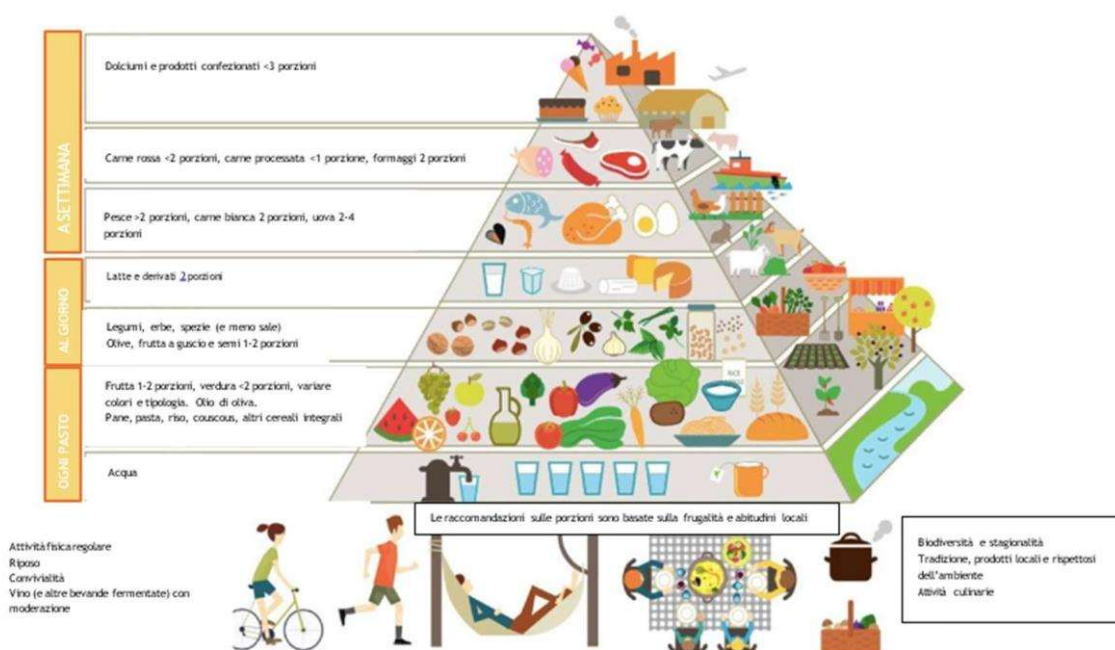 A SETTIMANA
Dolciumi e prodotti confezionati <3 porzioni
Carne rossa <2 porzioni, carne processata <1 porzione, formaggi 2 porzioni
Pesce >2 porzioni, carne bianca 2 porzioni, uova 2-4
porzioni
AL GIORNO
Latte e derivati 2 porzioni
Legumi, erbe, spezie (e meno sale)
Olive, frutta a guscio e semi 1-2 porzioni
OGNI PASTO
Frutta 1-2 porzioni, verdura <2 porzioni, variare
colori e tipologia. Olio di oliva.
Pane, pasta, riso, couscous, altri cereali integrali
RICE
Acqua
Le raccomandazioni sulle porzioni sono basate sulla frugalità e abitudini locali
Attività fisica regolare
Riposo
Convivialità
Vino (e altre bevande fermentate) con
moderazione
Biodiversità e stagionalità
Tradizione, prodotti locali e rispettosi
dell'ambiente
Attività culinarie